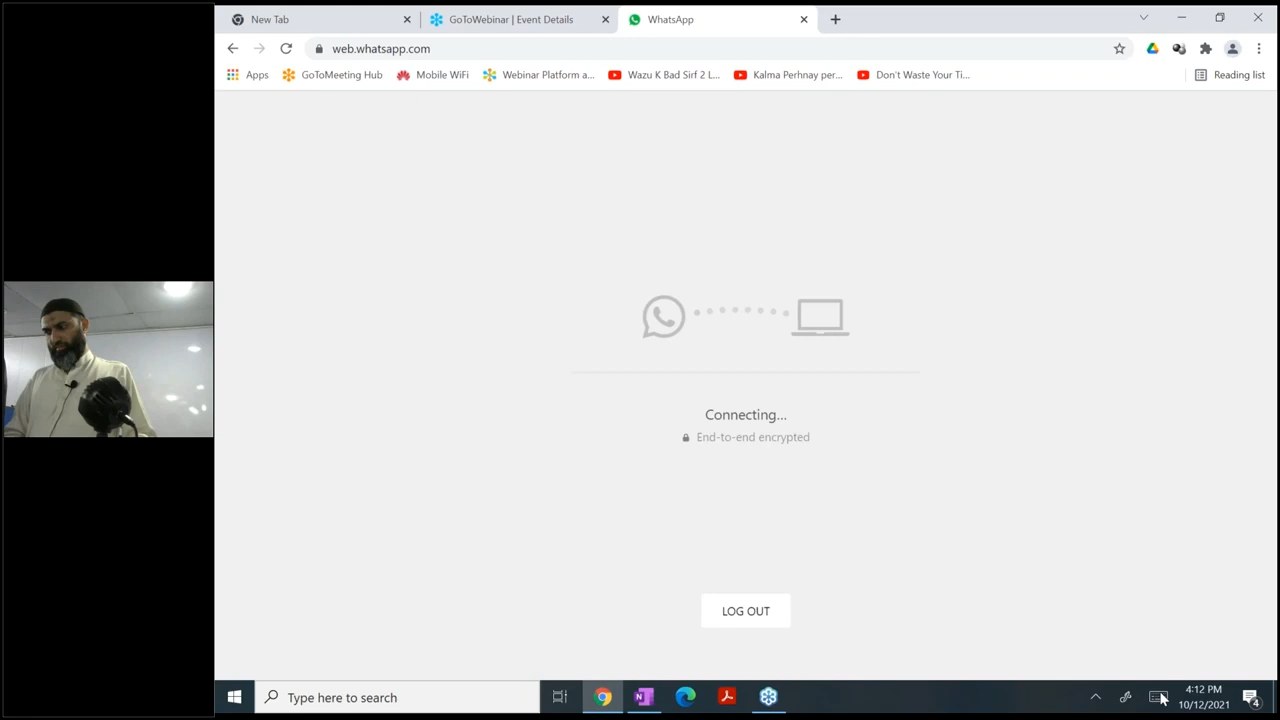 New Tab
GoToWebinar | Event Details
WhatsApp
web.whatsapp.com
Apps
GoToMeeting Hub
Mobile WiFi
Webinar Platform a...
Wazu K Bad Sirf 2 L...
Kalma Perhnay per...
Don't Waste Your Ti...
Reading list
Connecting...
End-to-end encrypted
LOG OUT
Type here to search
4:12 PM
10/12/2021
4